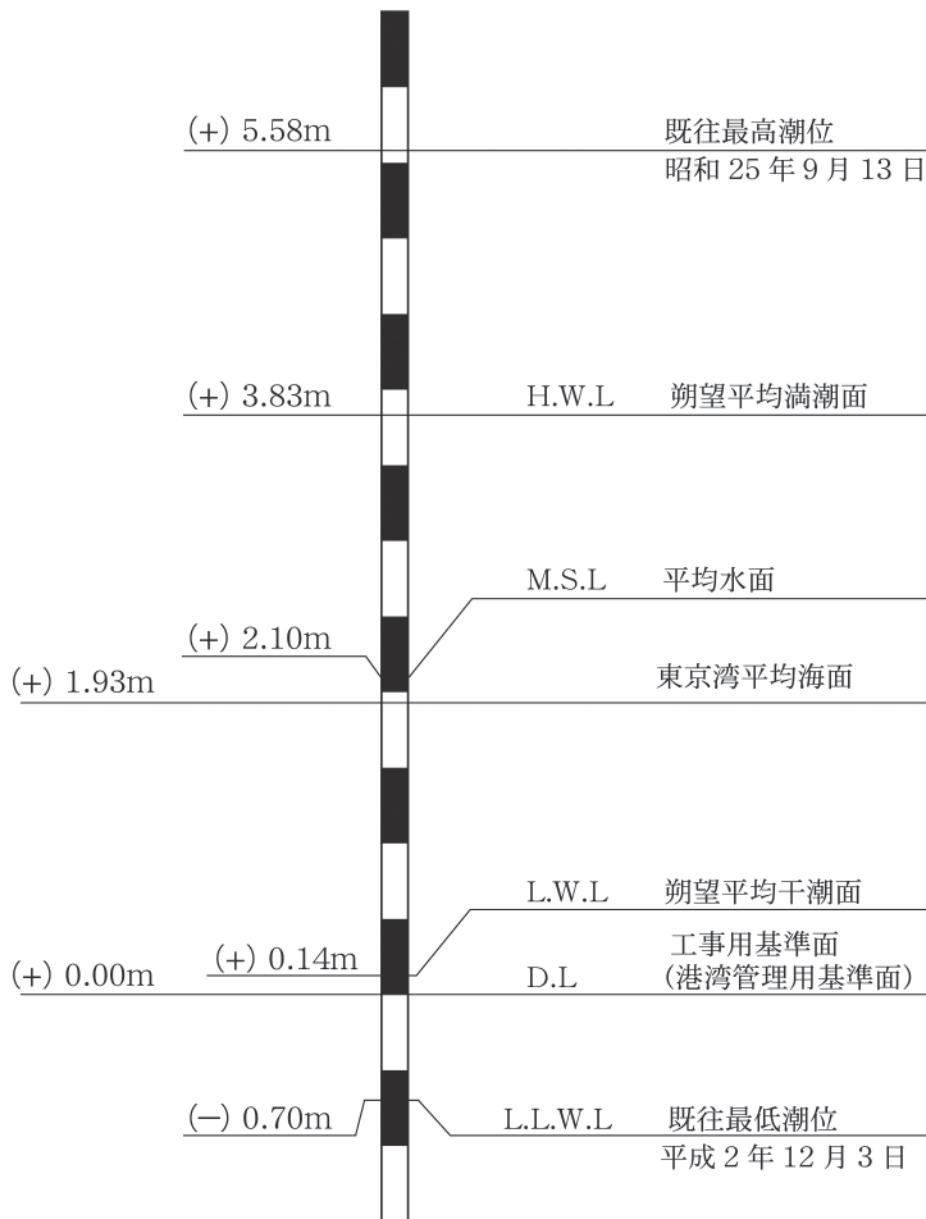 (+) 5.58m 既往最高潮位
昭和 25 年 9 月 13 日
(+) 3.83m H.W.L 朔望平均満潮面
M.S.L 平均水面
(+) 2.10m
(+) 1.93m 東京湾平均海面
L.W.L 朔望平均干潮面
(+) 0.14m 工事用基準面
(+) 0.00m D.L (港湾管理用基準面)
(−) 0.70m L.L.W.L 既往最低潮位
平成 2 年 12 月 3 日